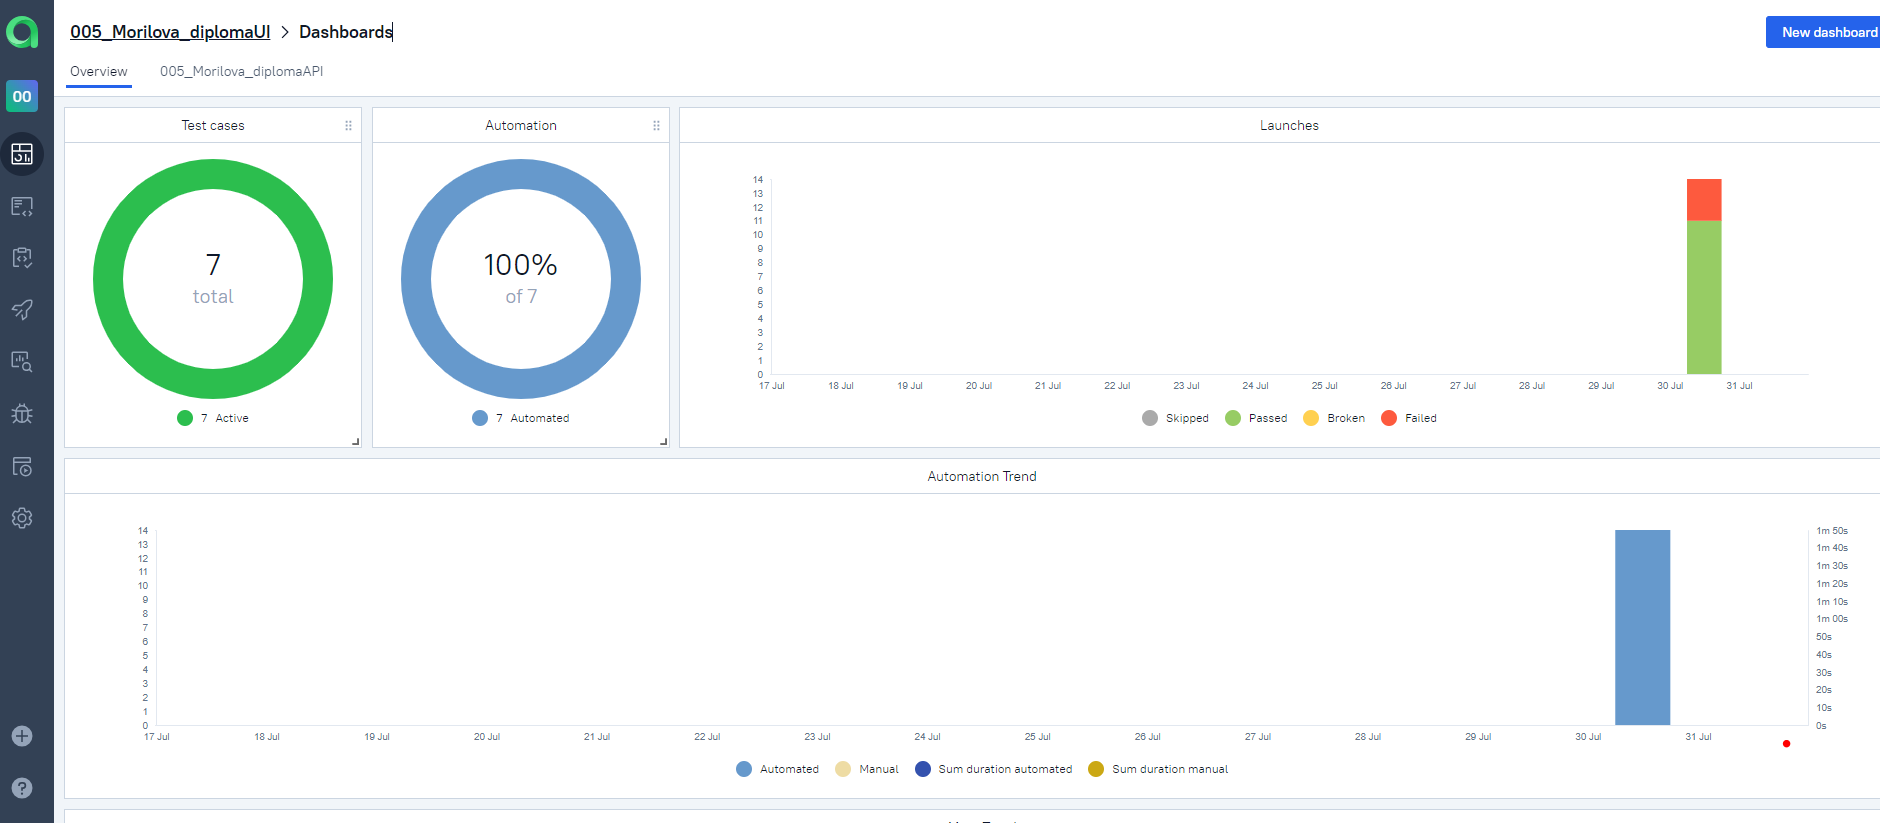 005_Morilova_diplomaUI > Dashboards
New dashboard
Overview 005_Morilova_diplomaAPI
00
Test cases
7
total
7 Active
Automation
100%
of 7
7 Automated
Launches
14
13
12
11
10
9
8
7
6
5
4
3
2
1
0
17 Jul 18 Jul 19 Jul 20 Jul 21 Jul 22 Jul 23 Jul 24 Jul 25 Jul 26 Jul 27 Jul 28 Jul 29 Jul 30 Jul 31 Jul
Skipped Passed Broken Failed
Automation Trend
14
13
12
11
10
9
8
7
6
5
4
3
2
1
0
1m 50s
1m 40s
1m 30s
1m 20s
1m 10s
1m 00s
50s
40s
30s
20s
10s
0s
17 Jul 18 Jul 19 Jul 20 Jul 21 Jul 22 Jul 23 Jul 24 Jul 25 Jul 26 Jul 27 Jul 28 Jul 29 Jul 30 Jul 31 Jul
Automated Manual Sum duration automated Sum duration manual